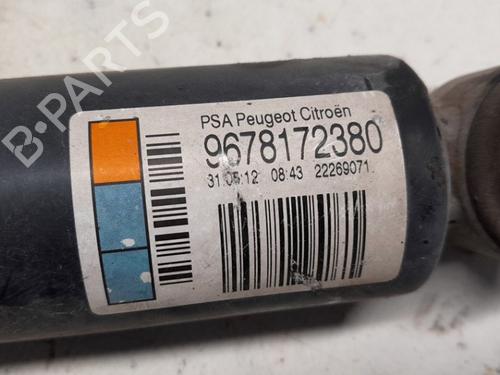 B-PARTS
PSA Peugeot Citroën
9678172380
31.05.12 08:43 22269071